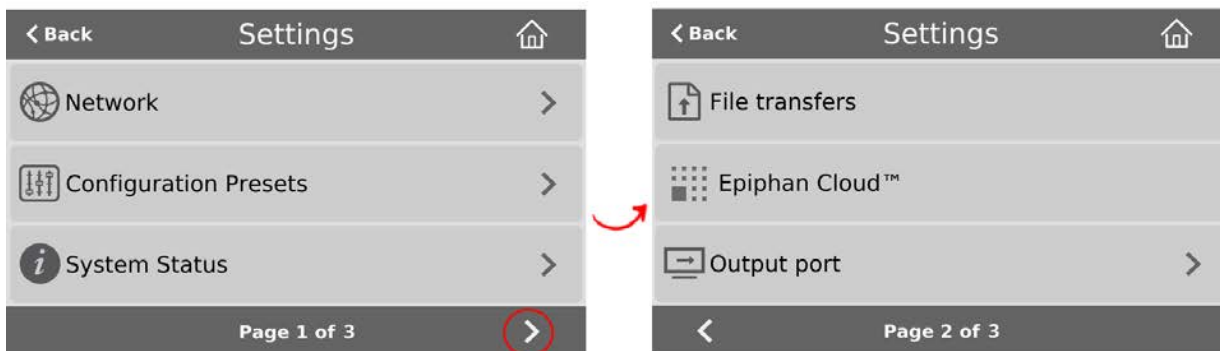 Back
Settings
Network
Configuration Presets
System Status
Page 1 of 3
Back
Settings
File transfers
Epiphan Cloud™
Output port
Page 2 of 3